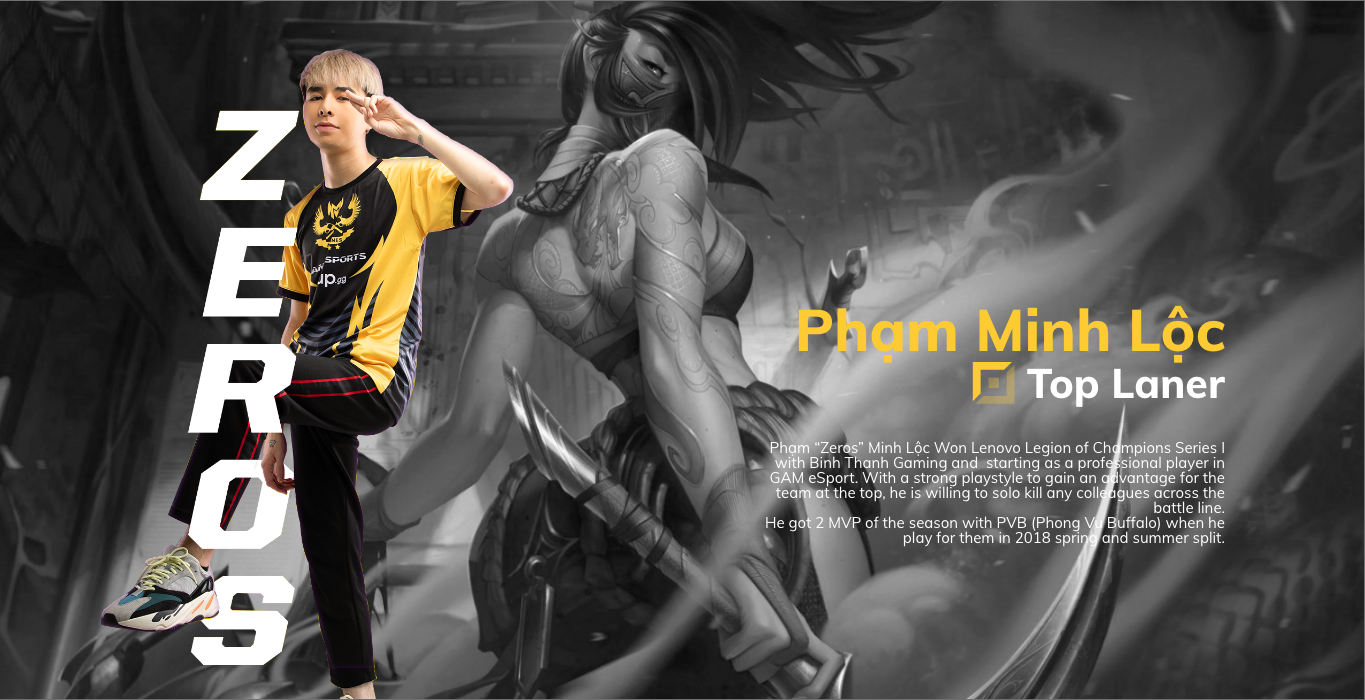 ZEROS
SPORTS
up.gg
Phạm Minh Lộc
Top Laner
Phạm “Zeros” Minh Lộc Won Lenovo Legion of Champions Series I
with Binh Thanh Gaming and starting as a professional player in
GAM eSport. With a strong playstyle to gain an advantage for the
team at the top, he is willing to solo kill any colleagues across the
battle line.
He got 2 MVP of the season with PVB (Phong Vu Buffalo) when he
play for them in 2018 spring and summer split.